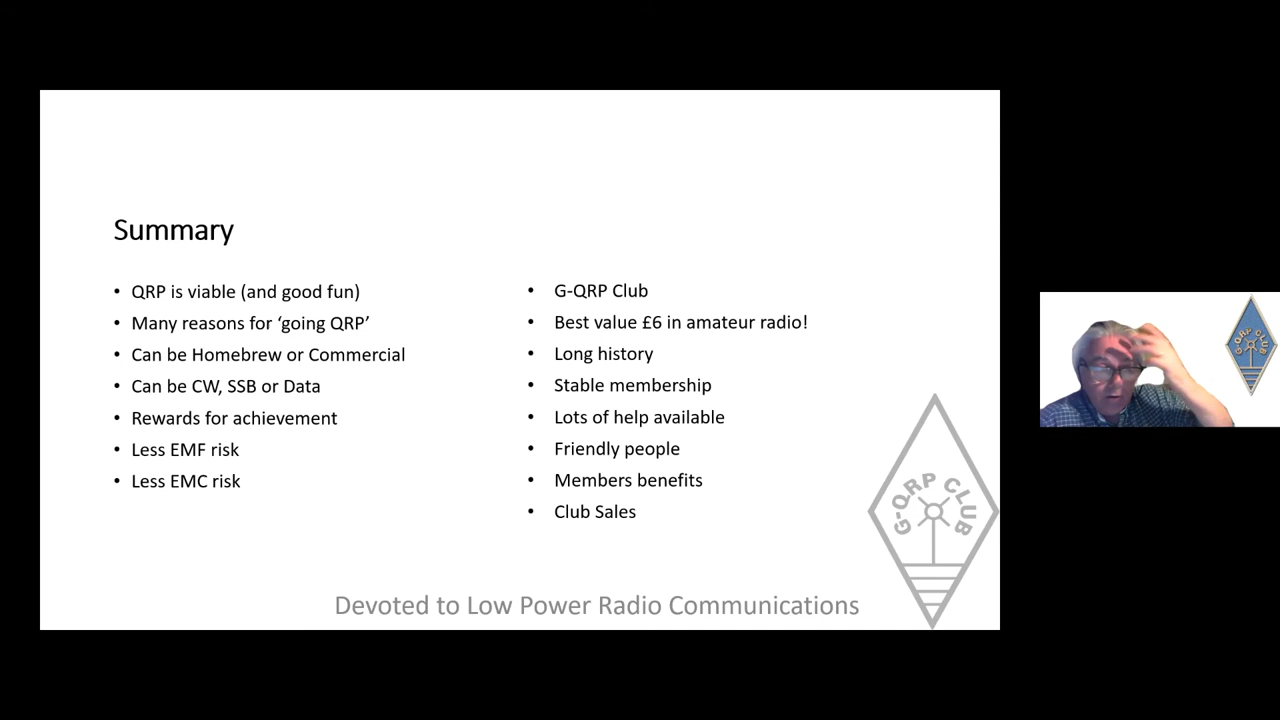 Summary
• QRP is viable (and good fun)
• Many reasons for ‘going QRP’
• Can be Homebrew or Commercial
• Can be CW, SSB or Data
• Rewards for achievement
• Less EMF risk
• Less EMC risk
• G-QRP Club
• Best value £6 in amateur radio!
• Long history
• Stable membership
• Lots of help available
• Friendly people
• Members benefits
• Club Sales
G-QRP CLUB
Devoted to Low Power Radio Communications
G-QRP CLUB